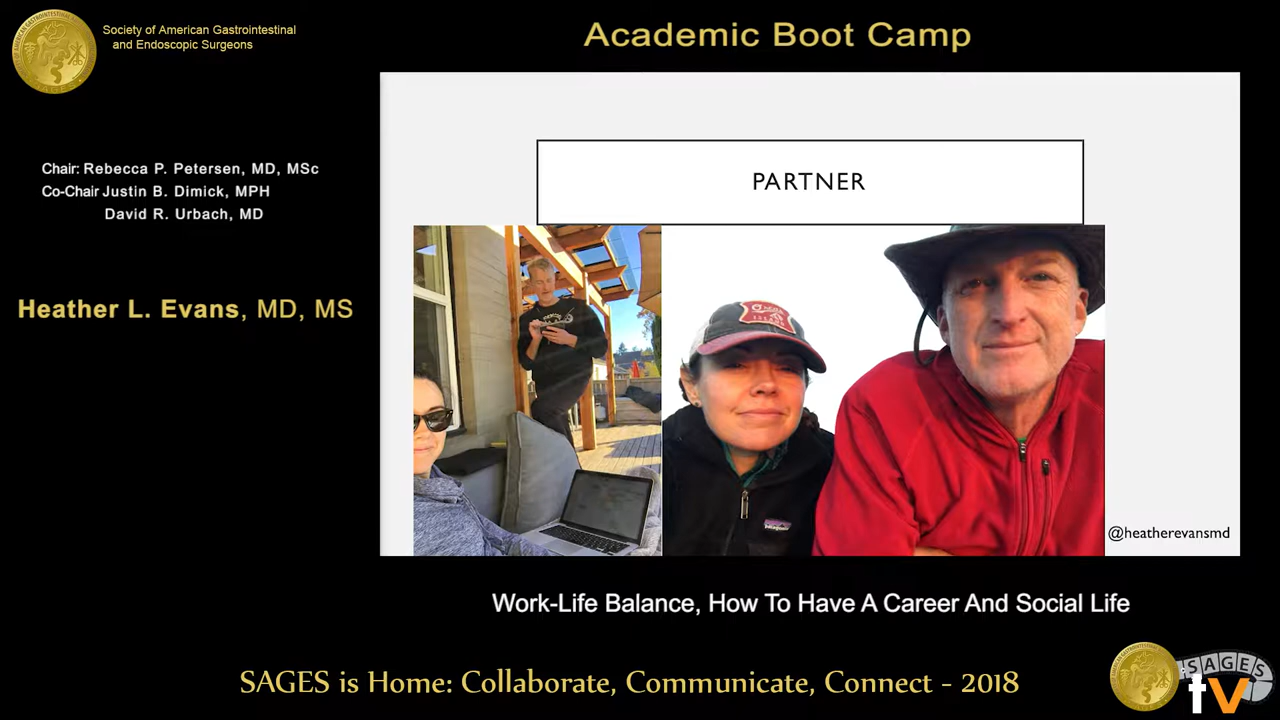 Society of American Gastrointestinal
and Endoscopic Surgeons
Academic Boot Camp
Chair: Rebecca P. Petersen, MD, MSc
Co-Chair Justin B. Dimick, MPH
David R. Urbach, MD
Heather L. Evans, MD, MS
PARTNER
patagonia
@heatherevansmd
Work-Life Balance, How To Have A Career And Social Life
SAGES is Home: Collaborate, Communicate, Connect - 2018
SAGES
tv